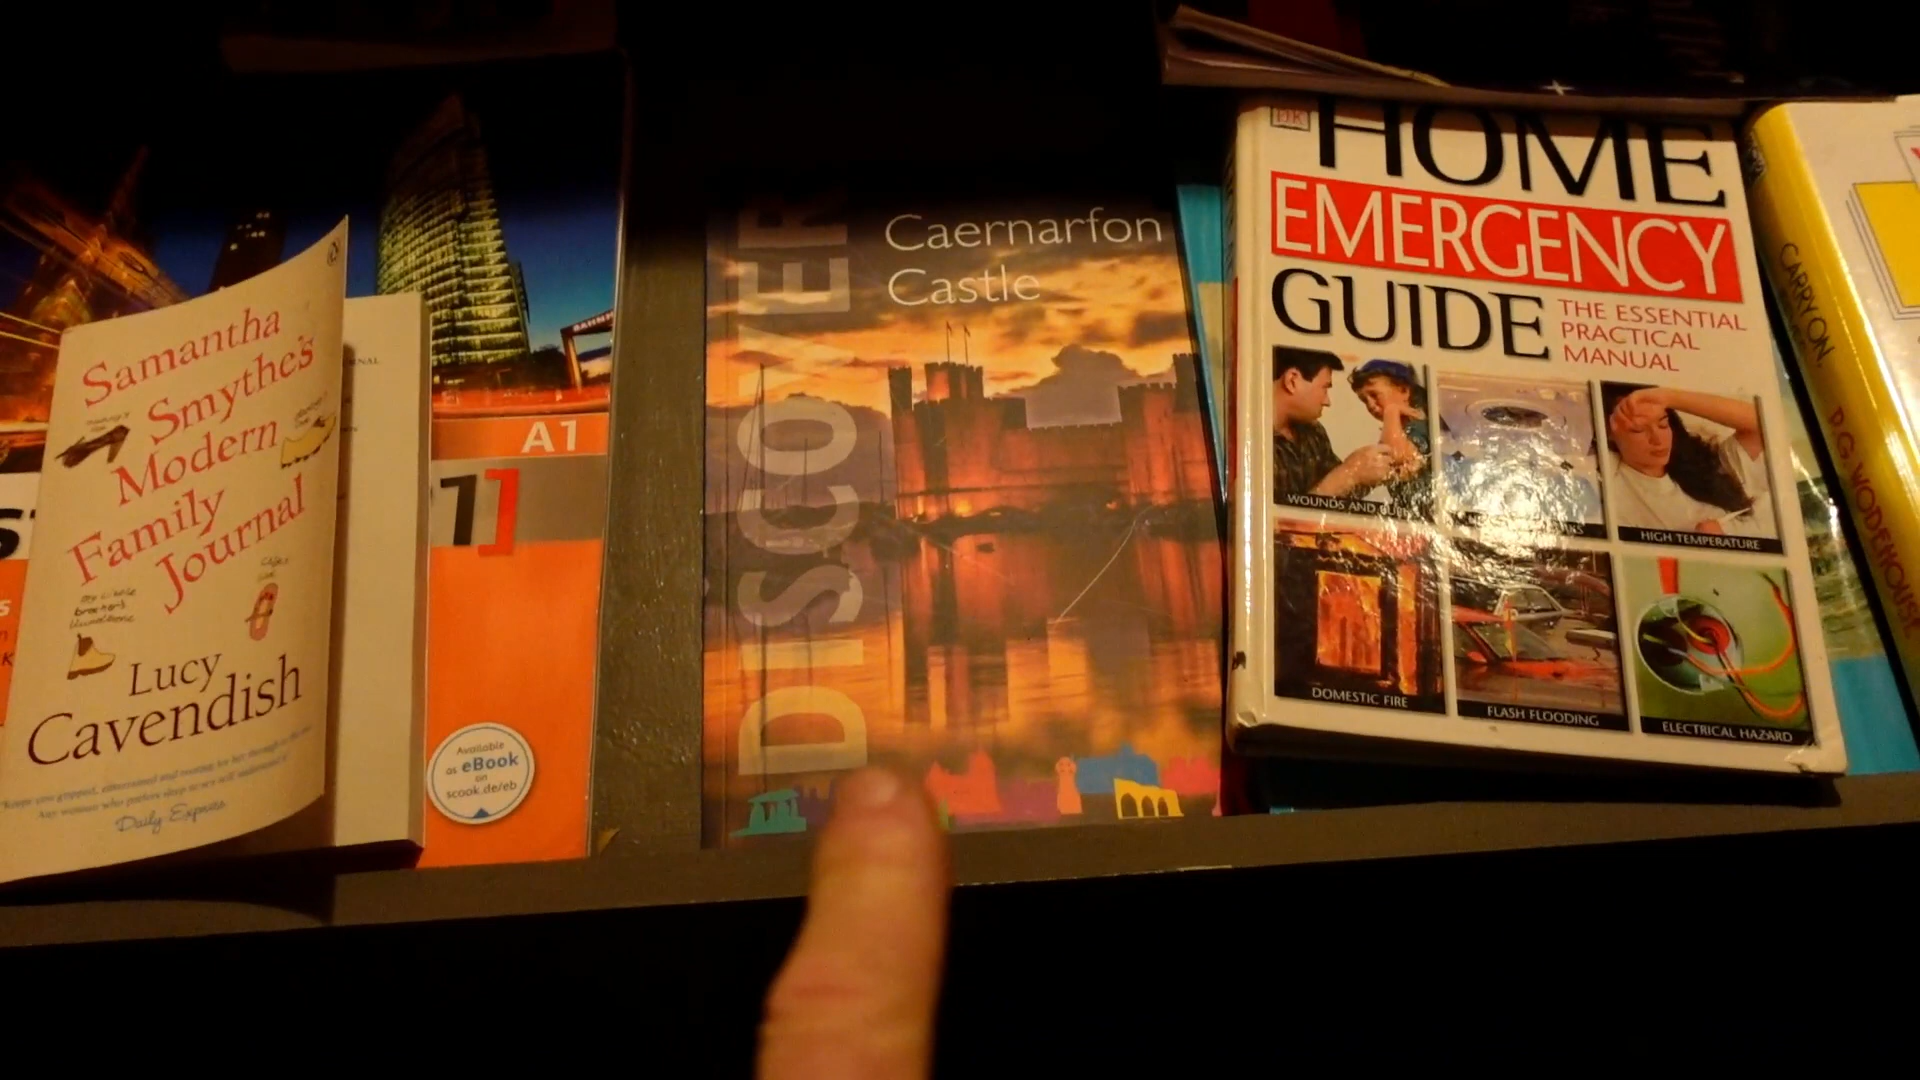 Samantha
Smythe's
Modern
Family
Journal
Lucy
Cavendish
Daily Express
A1
1]
Available
as eBook
on
scook.de/eb
DISCOVER
Caernarfon
Castle
DK
HOME
EMERGENCY
GUIDE
THE ESSENTIAL
PRACTICAL
MANUAL
WOUNDS AND
HIGH TEMPERATURE
DOMESTIC FIRE
FLASH FLOODING
ELECTRICAL HAZARD
CARRY ON,
P.G. WODEHOUSE